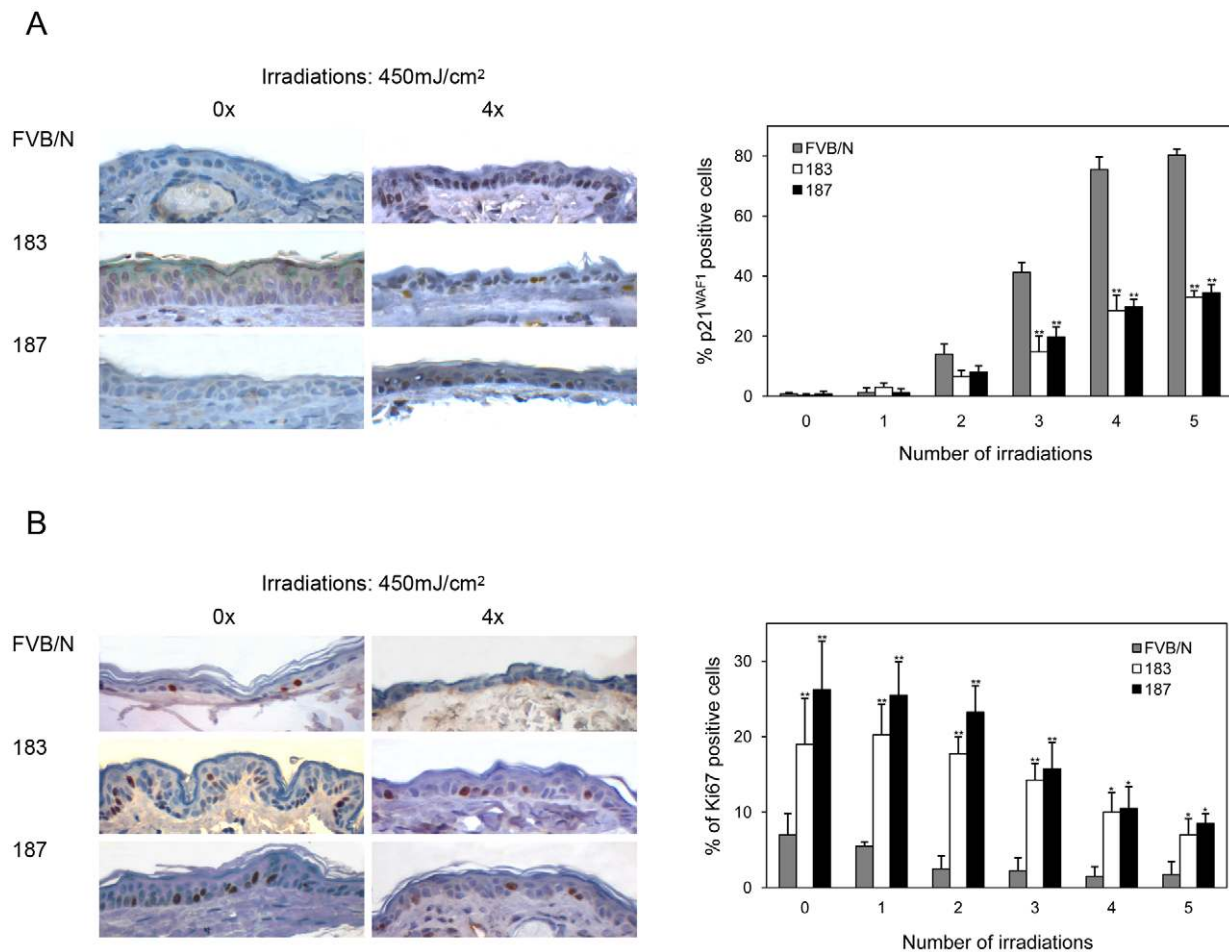 A
Irradiations: 450mJ/cm²
0x 4x
FVB/N
183
187
% p21^WAF1 positive cells
80
60
40
20
0
FVB/N
183
187
** **
** **
** **
0 1 2 3 4 5
Number of irradiations
B
Irradiations: 450mJ/cm²
0x 4x
FVB/N
183
187
% of Ki67 positive cells
30
20
10
0
FVB/N
183
187
** **
** **
** **
** **
* *
* *
0 1 2 3 4 5
Number of irradiations